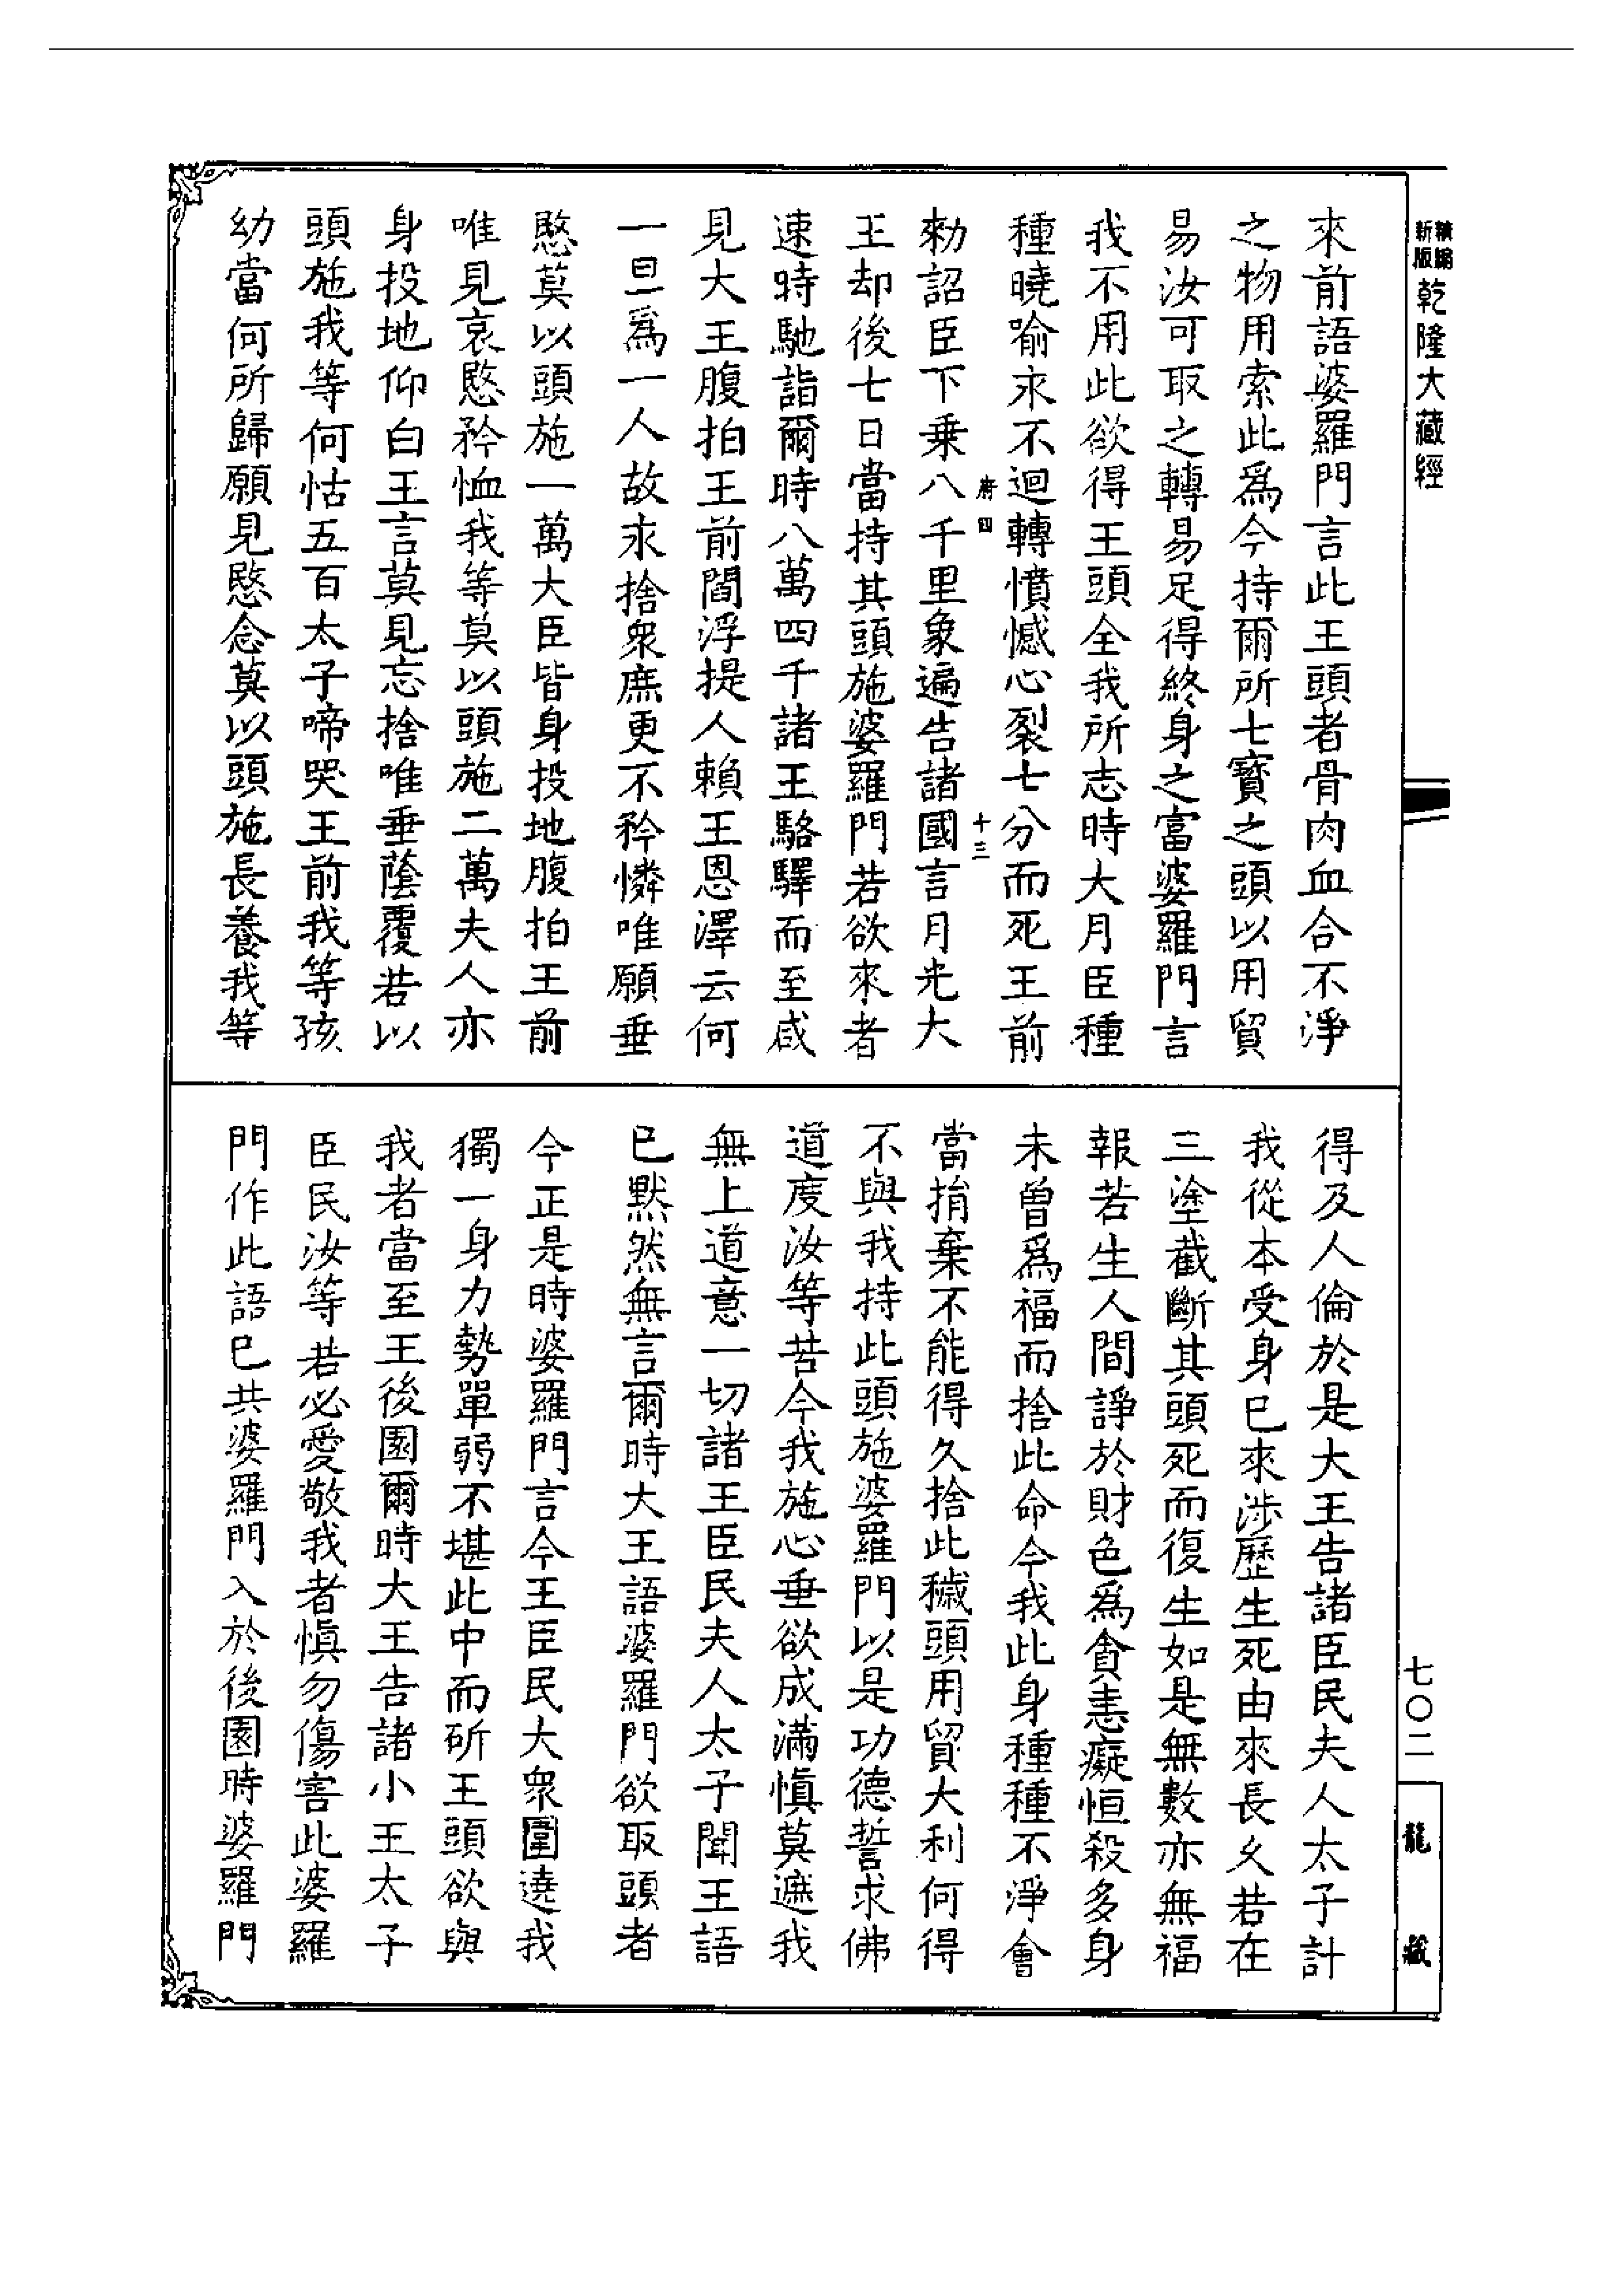 新版
乾隆大藏經
來前語婆羅門言此王頭者骨肉血合不淨
之物用索此爲今持爾所七寶之頭以用貿
易汝可取之轉易足得終身之富婆羅門言
我不用此欲得王頭全我所志時大月臣種
種曉喻永不迴轉憤憾心裂七分而死王前
府四
十三
勑詔臣下乗八千里象遍告諸國言月光大
王却後七日當持其頭施婆羅門若欲來者
速時馳詣爾時八萬四千諸王駱驛而至咸
見大王腹拍王前閻浮提人賴王恩澤云何
一旦爲一人故永捨衆庶更不矜憐唯願垂
愍莫以頭施一萬大臣皆身投地腹拍王前
唯見哀愍矜恤我等莫以頭施二萬夫人亦
身投地仰白王言莫見忘捨唯垂蔭覆若以
頭施我等何怙五百太子啼哭王前我等孩
幼當何所歸願見愍念莫以頭施長養我等
得及人倫於是大王告諸臣民夫人太子計
我從本受身已來涉歷生死由來長久若在
三塗截斷其頭死而復生如是無數亦無福
報若生人間諍於財色爲貪恚癡恒殺多身
未曾爲福而捨此命今我此身種種不淨會
當捐棄不能得久捨此穢頭用貿大利何得
不與我持此頭施婆羅門以是功德誓求佛
道度汝等苦今我施心垂欲成滿慎莫遮我
無上道意一切諸王臣民夫人太子聞王語
已默然無言爾時大王語婆羅門欲取頭者
今正是時婆羅門言今王臣民大衆圍遶我
獨一身力勢單弱不堪此中而斫王頭欲與
我者當至王後園爾時大王告諸小王太子
臣民汝等若必愛敬我者慎勿傷害此婆羅
門作此語已共婆羅門入於後園時婆羅門
七〇二
龍藏